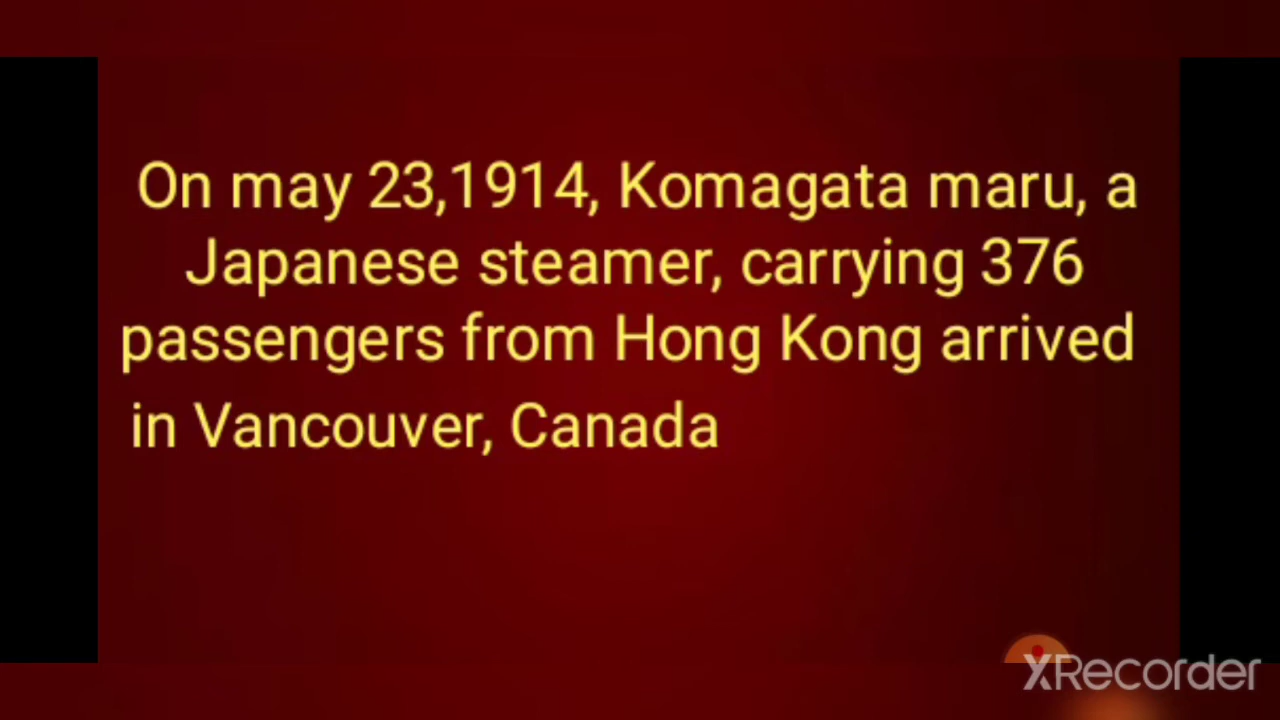 On may 23,1914, Komagata maru, a
Japanese steamer, carrying 376
passengers from Hong Kong arrived
in Vancouver, Canada
XRecorder